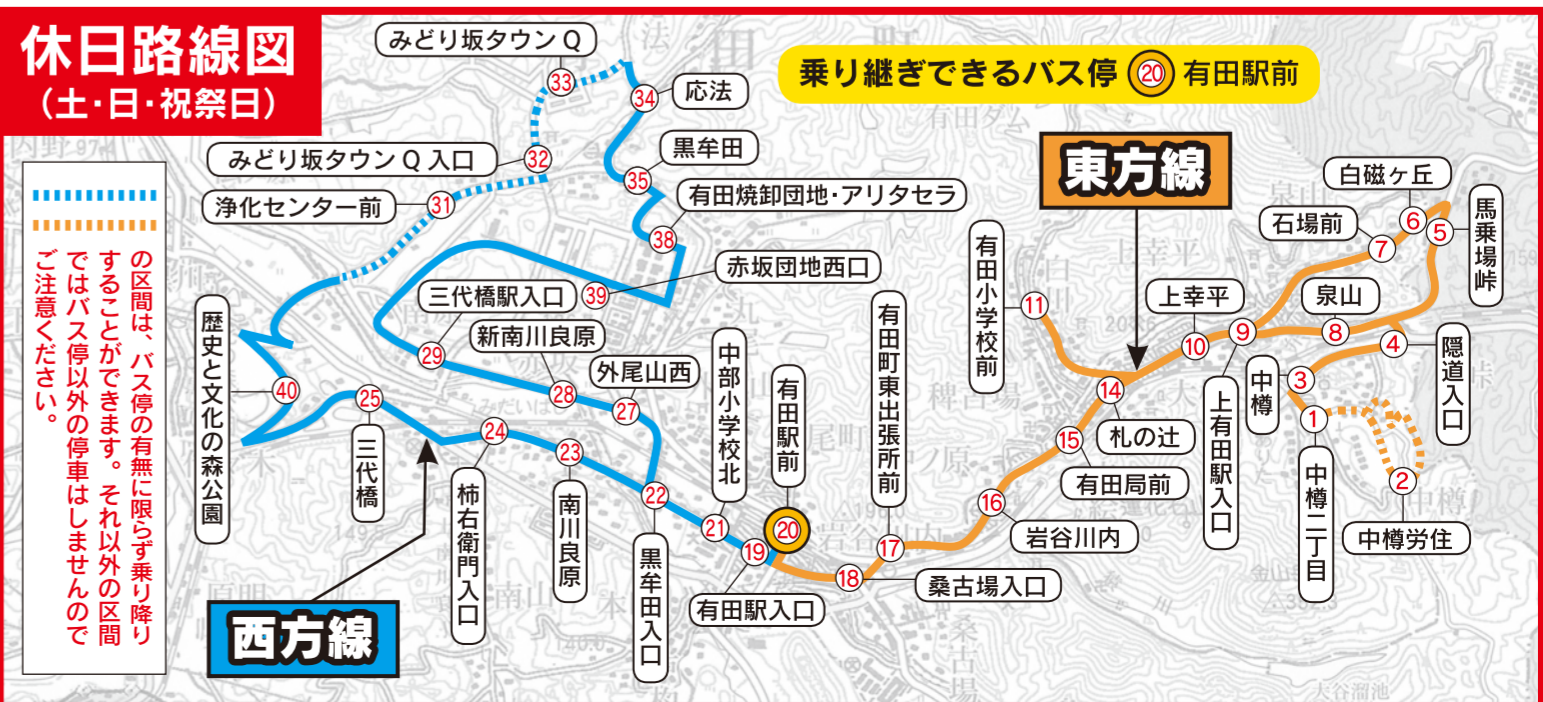 休日路線図
（土・日・祝祭日）
乗り継ぎできるバス停 ⑳ 有田駅前
の区間は、バス停の有無に限らず乗り降り
することができます。それ以外の区間
ではバス停以外の停車はしませんので
ご注意ください。
東方線
西方線
みどり坂タウンQ
33
34
応法
みどり坂タウンQ 入口
32
黒牟田
35
浄化センター前
31
有田焼卸団地・アリタセラ
38
赤坂団地西口
39
三代橋駅入口
29
新南川良原
28
外尾山西
27
歴史と文化の森公園
40
25
三代橋
24
柿右衛門入口
23
南川良原
22
黒牟田入口
中部小学校北
21
有田駅前
20
19
有田駅入口
18
桑古場入口
有田町東出張所前
17
16
岩谷川内
15
有田局前
14
札の辻
有田小学校前
11
上幸平
10
9
上有田駅入口
泉山
8
石場前
7
白磁ヶ丘
6
5
馬乗場峠
4
隠道入口
中樽
3
1
中樽二丁目
2
中樽労住